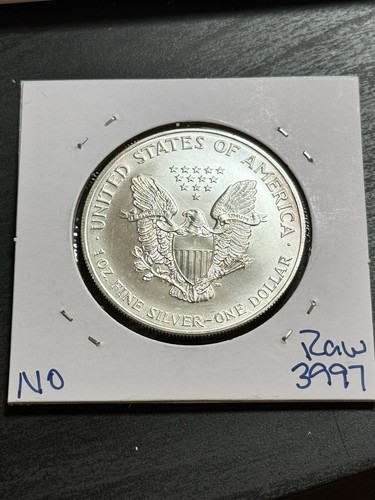 UNITED STATES OF AMERICA
1 OZ. FINE SILVER-ONE DOLLAR
NO
Raw
3997